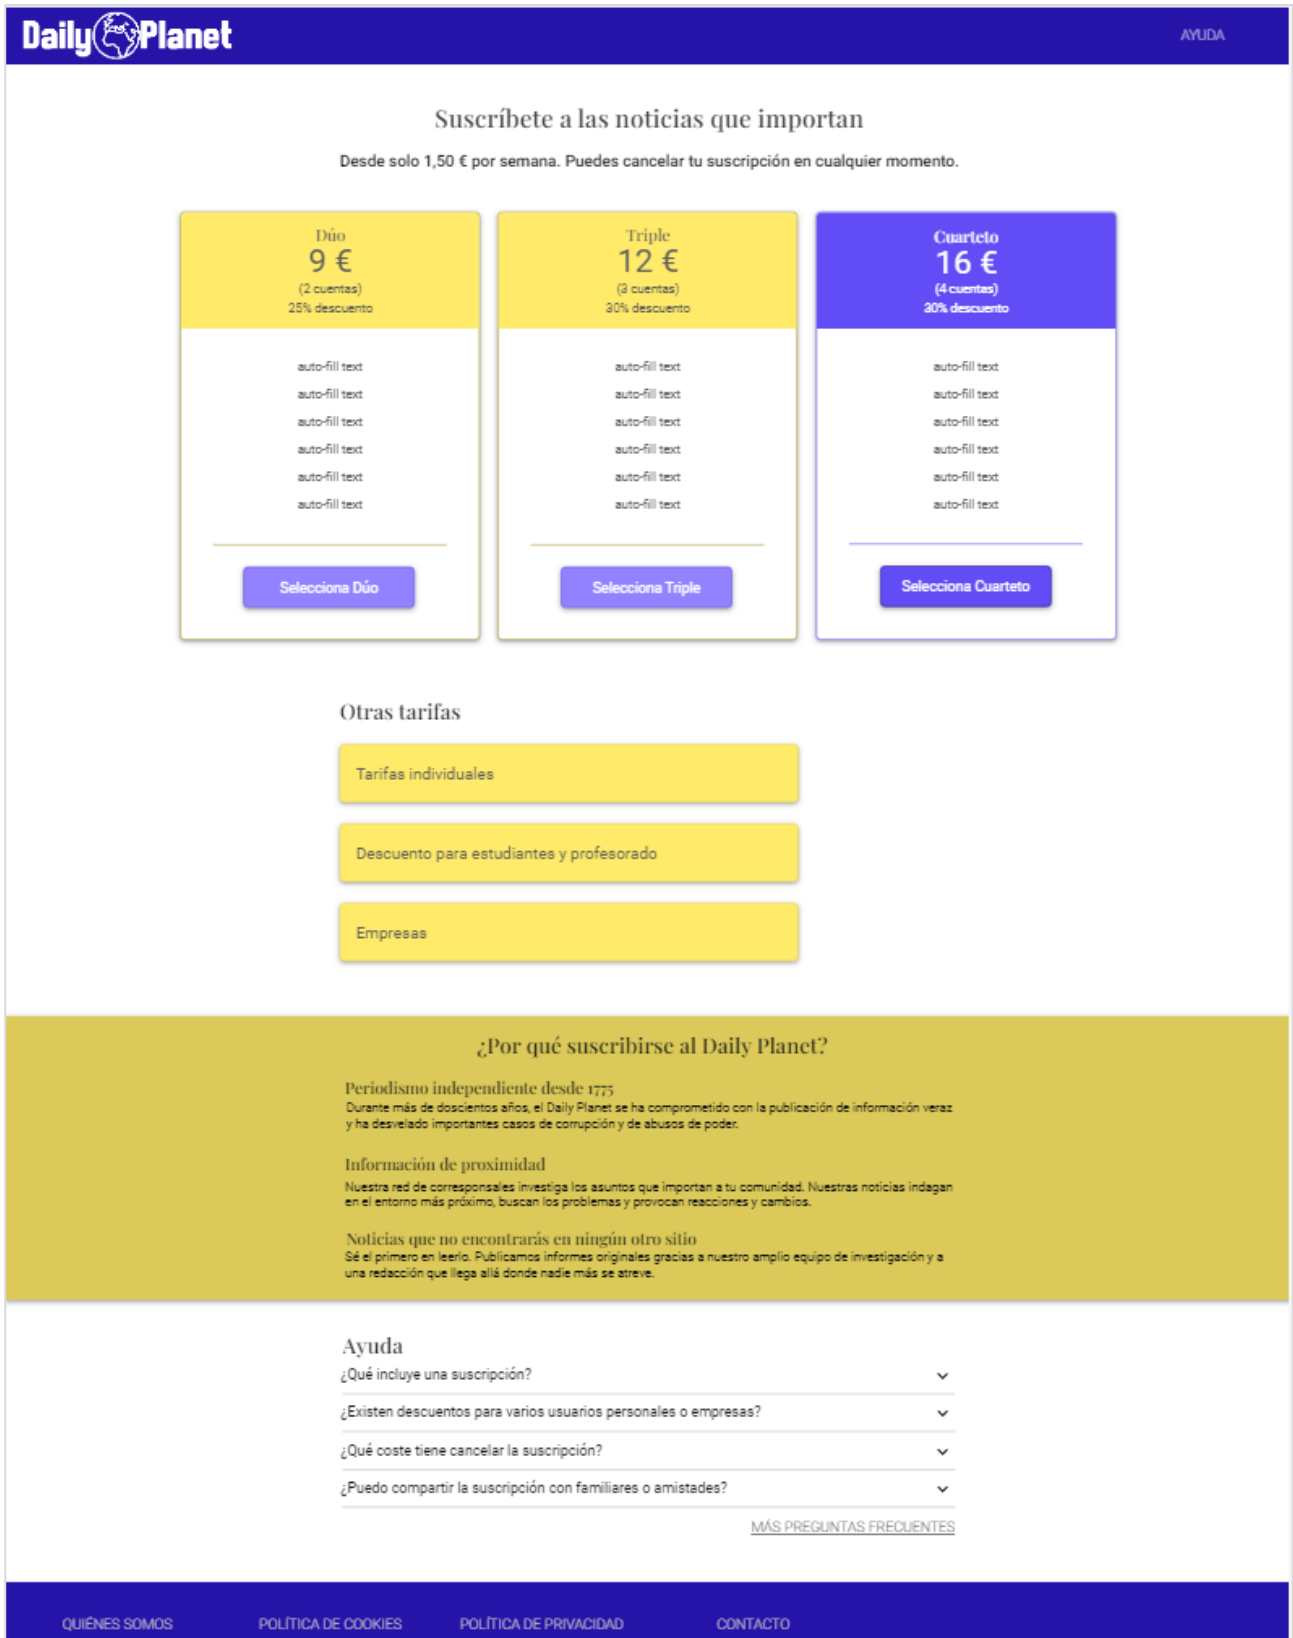 Daily Planet
AYUDA
Suscríbete a las noticias que importan
Desde solo 1,50 € por semana. Puedes cancelar tu suscripción en cualquier momento.
Dúo
9 €
(2 cuentas)
25% descuento
auto-fill text
auto-fill text
auto-fill text
auto-fill text
auto-fill text
auto-fill text
Selecciona Dúo
Triple
12 €
(3 cuentas)
30% descuento
auto-fill text
auto-fill text
auto-fill text
auto-fill text
auto-fill text
auto-fill text
Selecciona Triple
Cuarteto
16 €
(4 cuentas)
30% descuento
auto-fill text
auto-fill text
auto-fill text
auto-fill text
auto-fill text
auto-fill text
Selecciona Cuarteto
Otras tarifas
Tarifas individuales
Descuento para estudiantes y profesorado
Empresas
¿Por qué suscribirse al Daily Planet?
Periodismo independiente desde 1775
Durante más de doscientos años, el Daily Planet se ha comprometido con la publicación de información veraz
y ha desvelado importantes casos de corrupción y de abusos de poder.
Información de proximidad
Nuestra red de corresponsales investiga los asuntos que importan a tu comunidad. Nuestras noticias indagan
en el entorno más próximo, buscan los problemas y provocan reacciones y cambios.
Noticias que no encontrarás en ningún otro sitio
Sé el primero en leerlo. Publicamos informes originales gracias a nuestro amplio equipo de investigación y a
una redacción que llega allá donde nadie más se atreve.
Ayuda
¿Qué incluye una suscripción?
¿Existen descuentos para varios usuarios personales o empresas?
¿Qué coste tiene cancelar la suscripción?
¿Puedo compartir la suscripción con familiares o amistades?
MÁS PREGUNTAS FRECUENTES
QUIÉNES SOMOS
POLÍTICA DE COOKIES
POLÍTICA DE PRIVACIDAD
CONTACTO